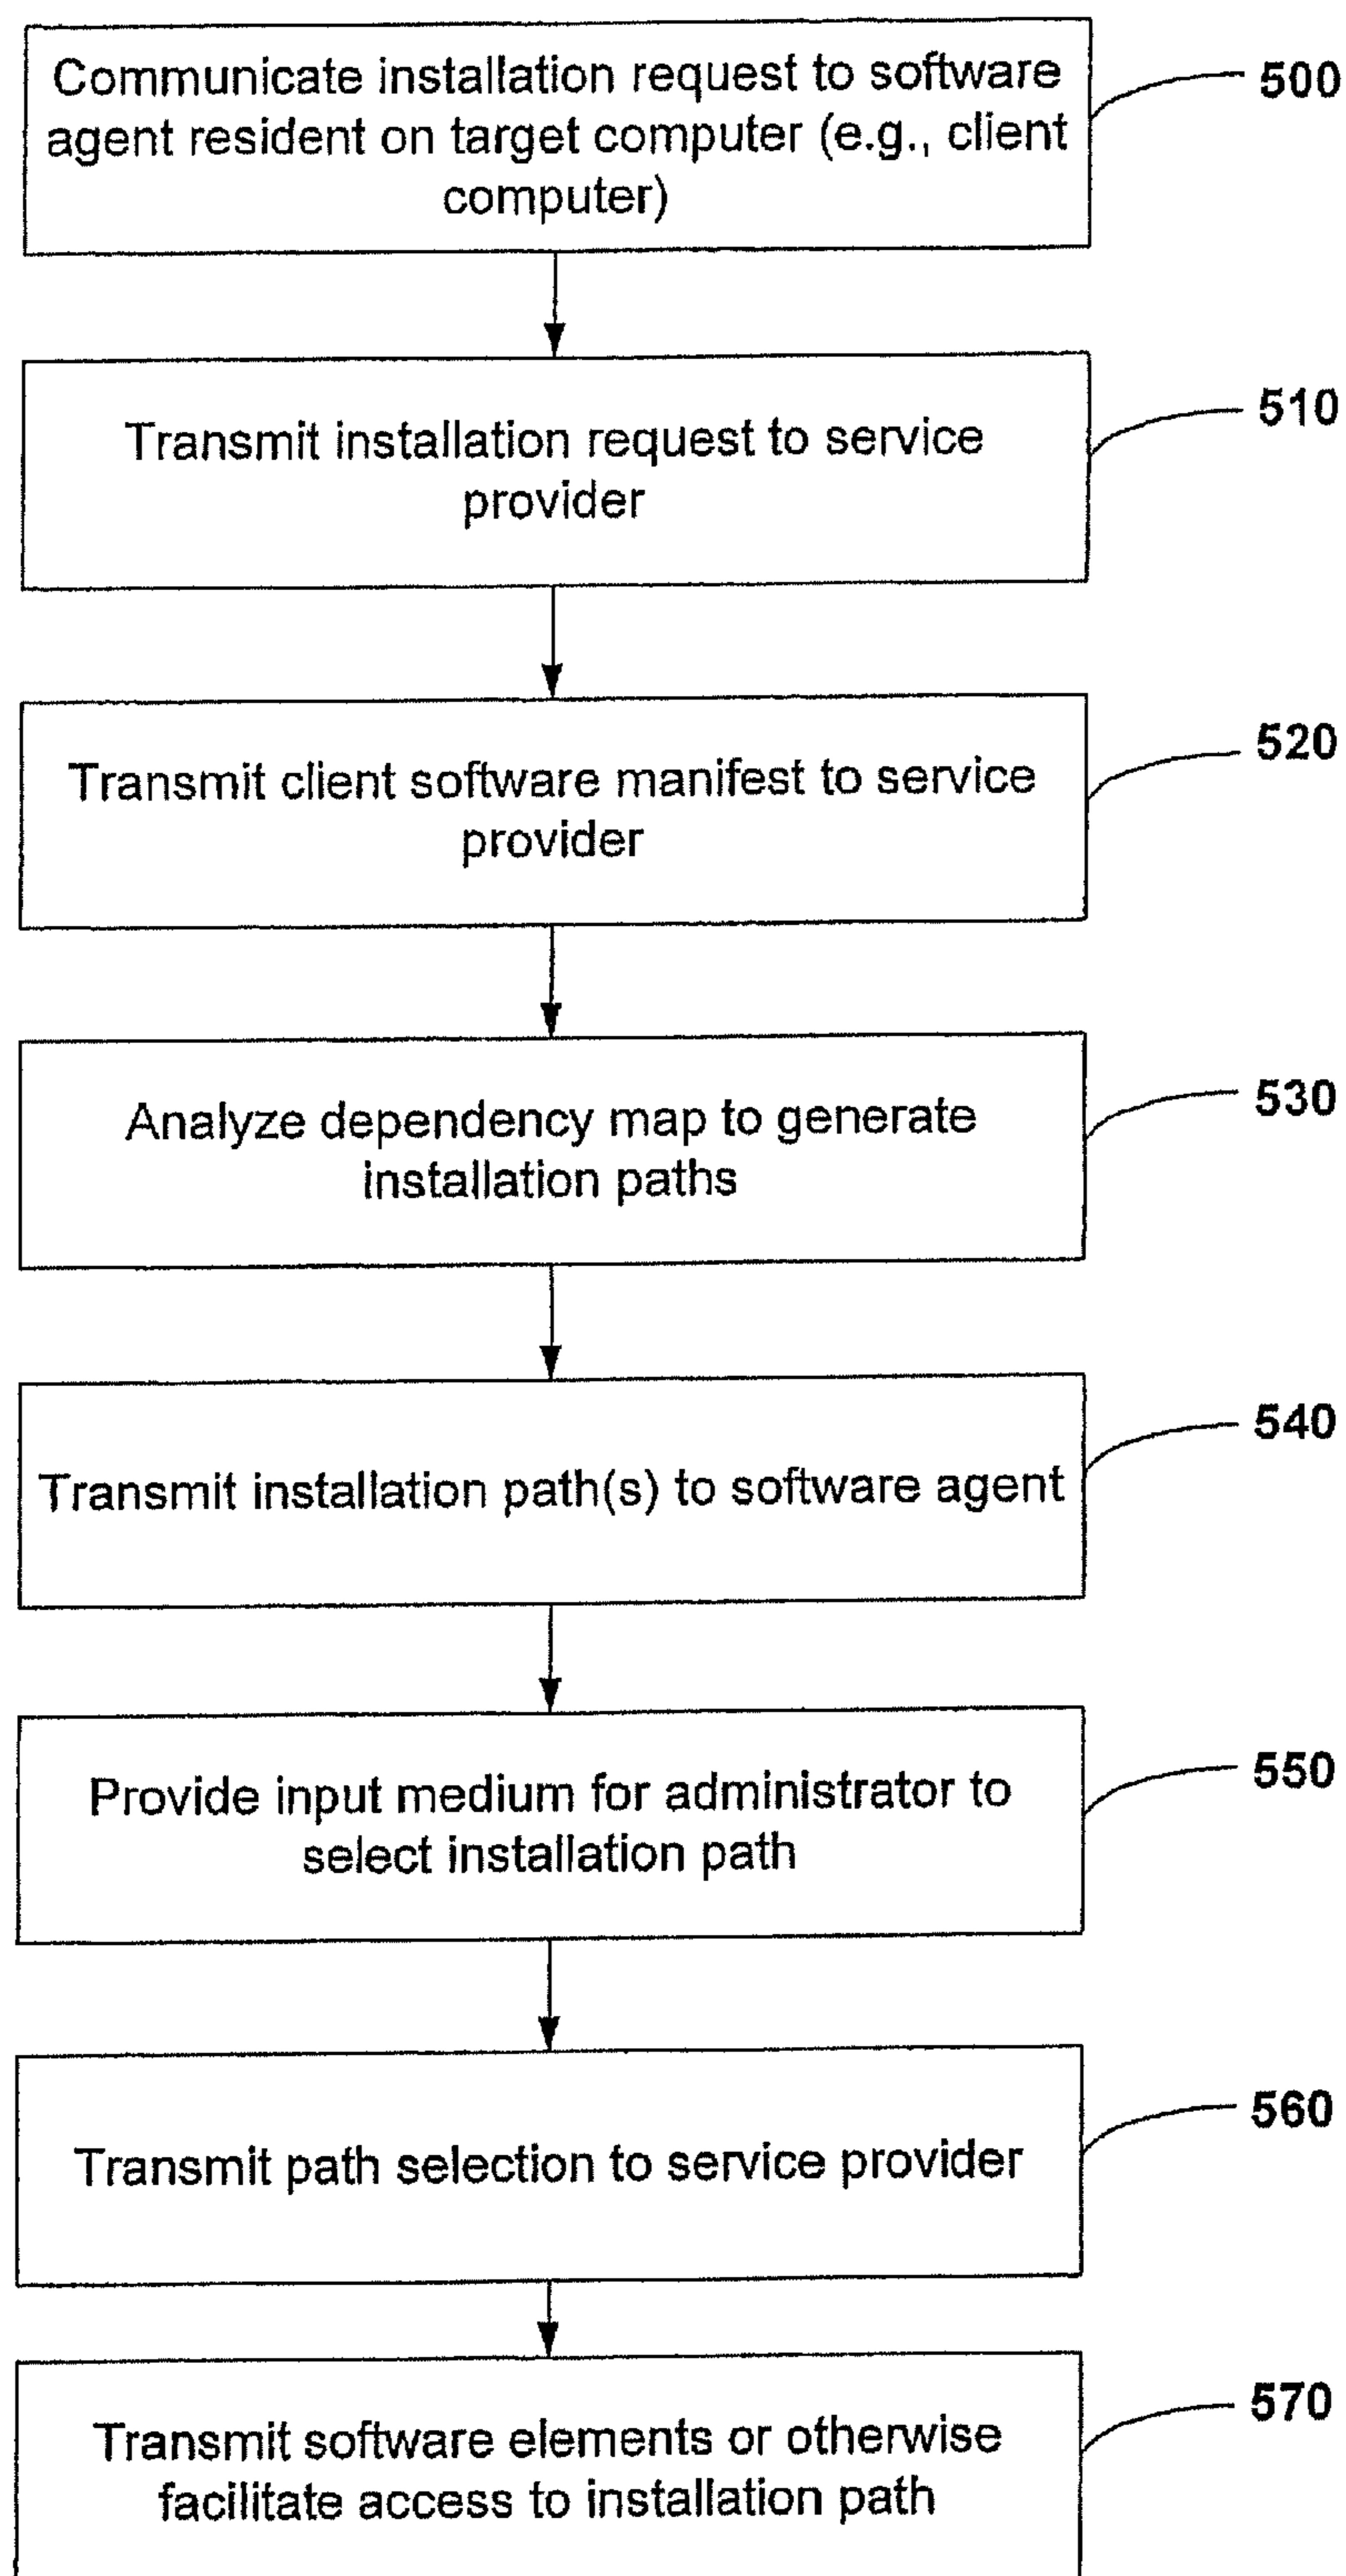 Communicate installation request to software
agent resident on target computer (e.g., client
computer)
500
Transmit installation request to service
provider
510
Transmit client software manifest to service
provider
520
Analyze dependency map to generate
installation paths
530
Transmit installation path(s) to software agent
540
Provide input medium for administrator to
select installation path
550
Transmit path selection to service provider
560
Transmit software elements or otherwise
facilitate access to installation path
570